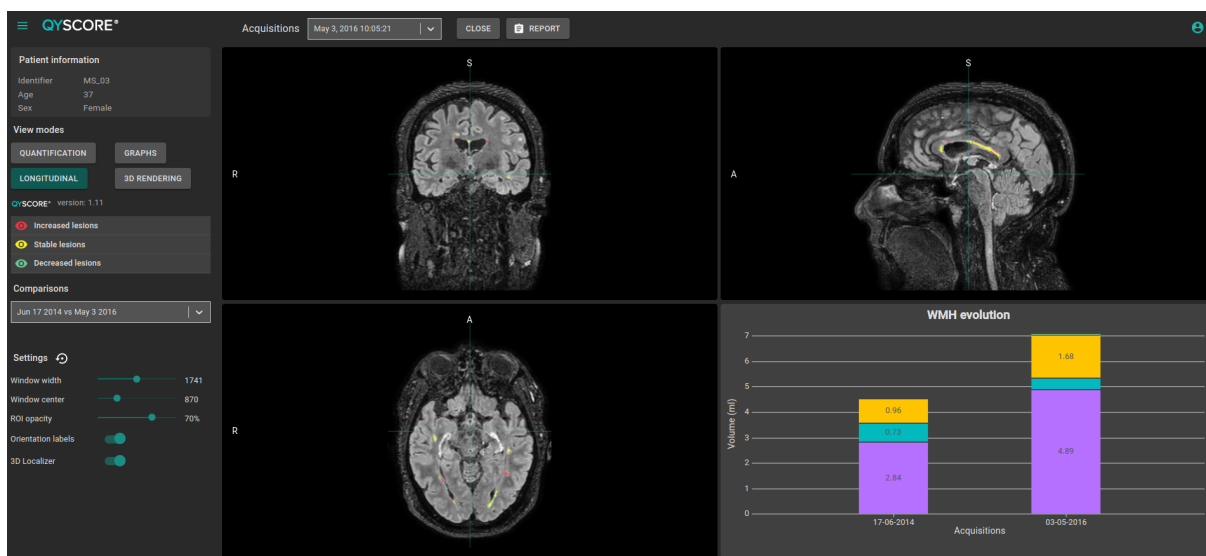 QYSCORE®
Acquisitions
May 3, 2016 10:05:21
CLOSE
REPORT
Patient information
Identifier MS_03
Age 37
Sex Female
View modes
QUANTIFICATION
GRAPHS
LONGITUDINAL
3D RENDERING
QYSCORE® version: 1.11
Increased lesions
Stable lesions
Decreased lesions
Comparisons
Jun 17 2014 vs May 3 2016
Settings
Window width 1741
Window center 870
ROI opacity 70%
Orientation labels
3D Localizer
S
R
S
A
A
R
WMH evolution
Volume (ml)
7
6
5
4
3
2
1
0
0.96
0.73
2.84
1.68
4.89
17-06-2014
03-05-2016
Acquisitions